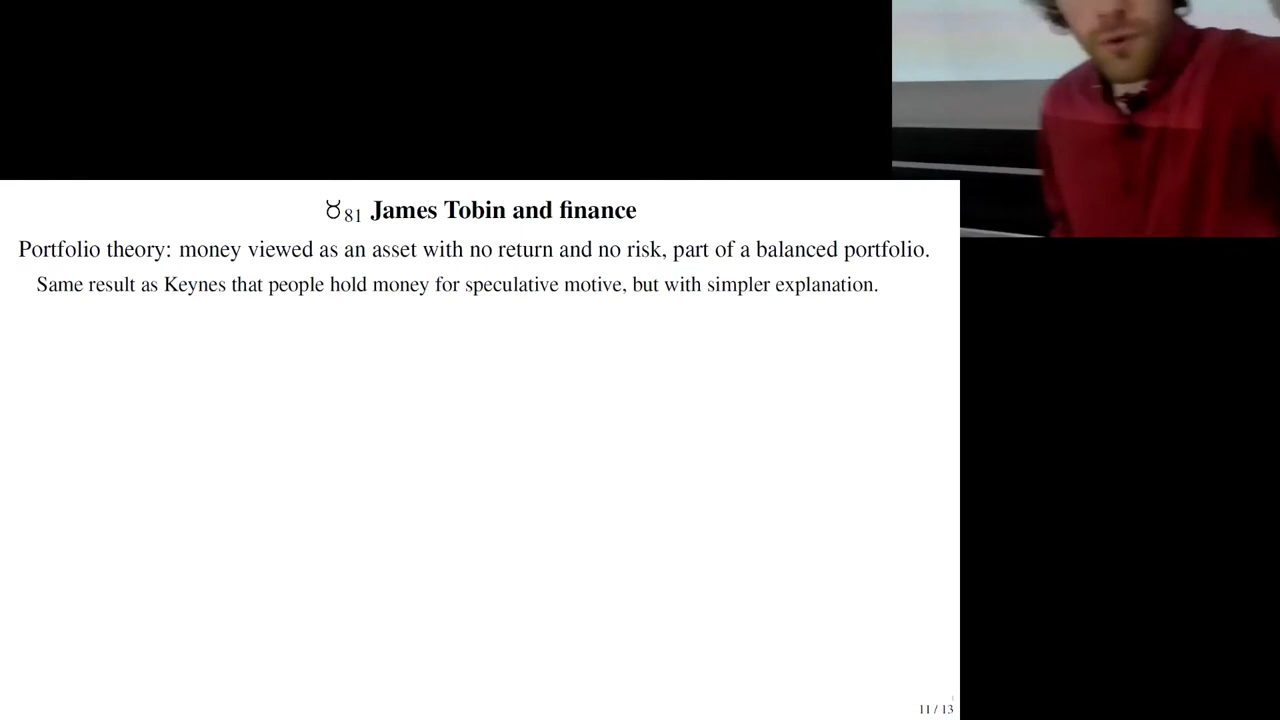 ♉81 James Tobin and finance
Portfolio theory: money viewed as an asset with no return and no risk, part of a balanced portfolio.
Same result as Keynes that people hold money for speculative motive, but with simpler explanation.
11 / 13